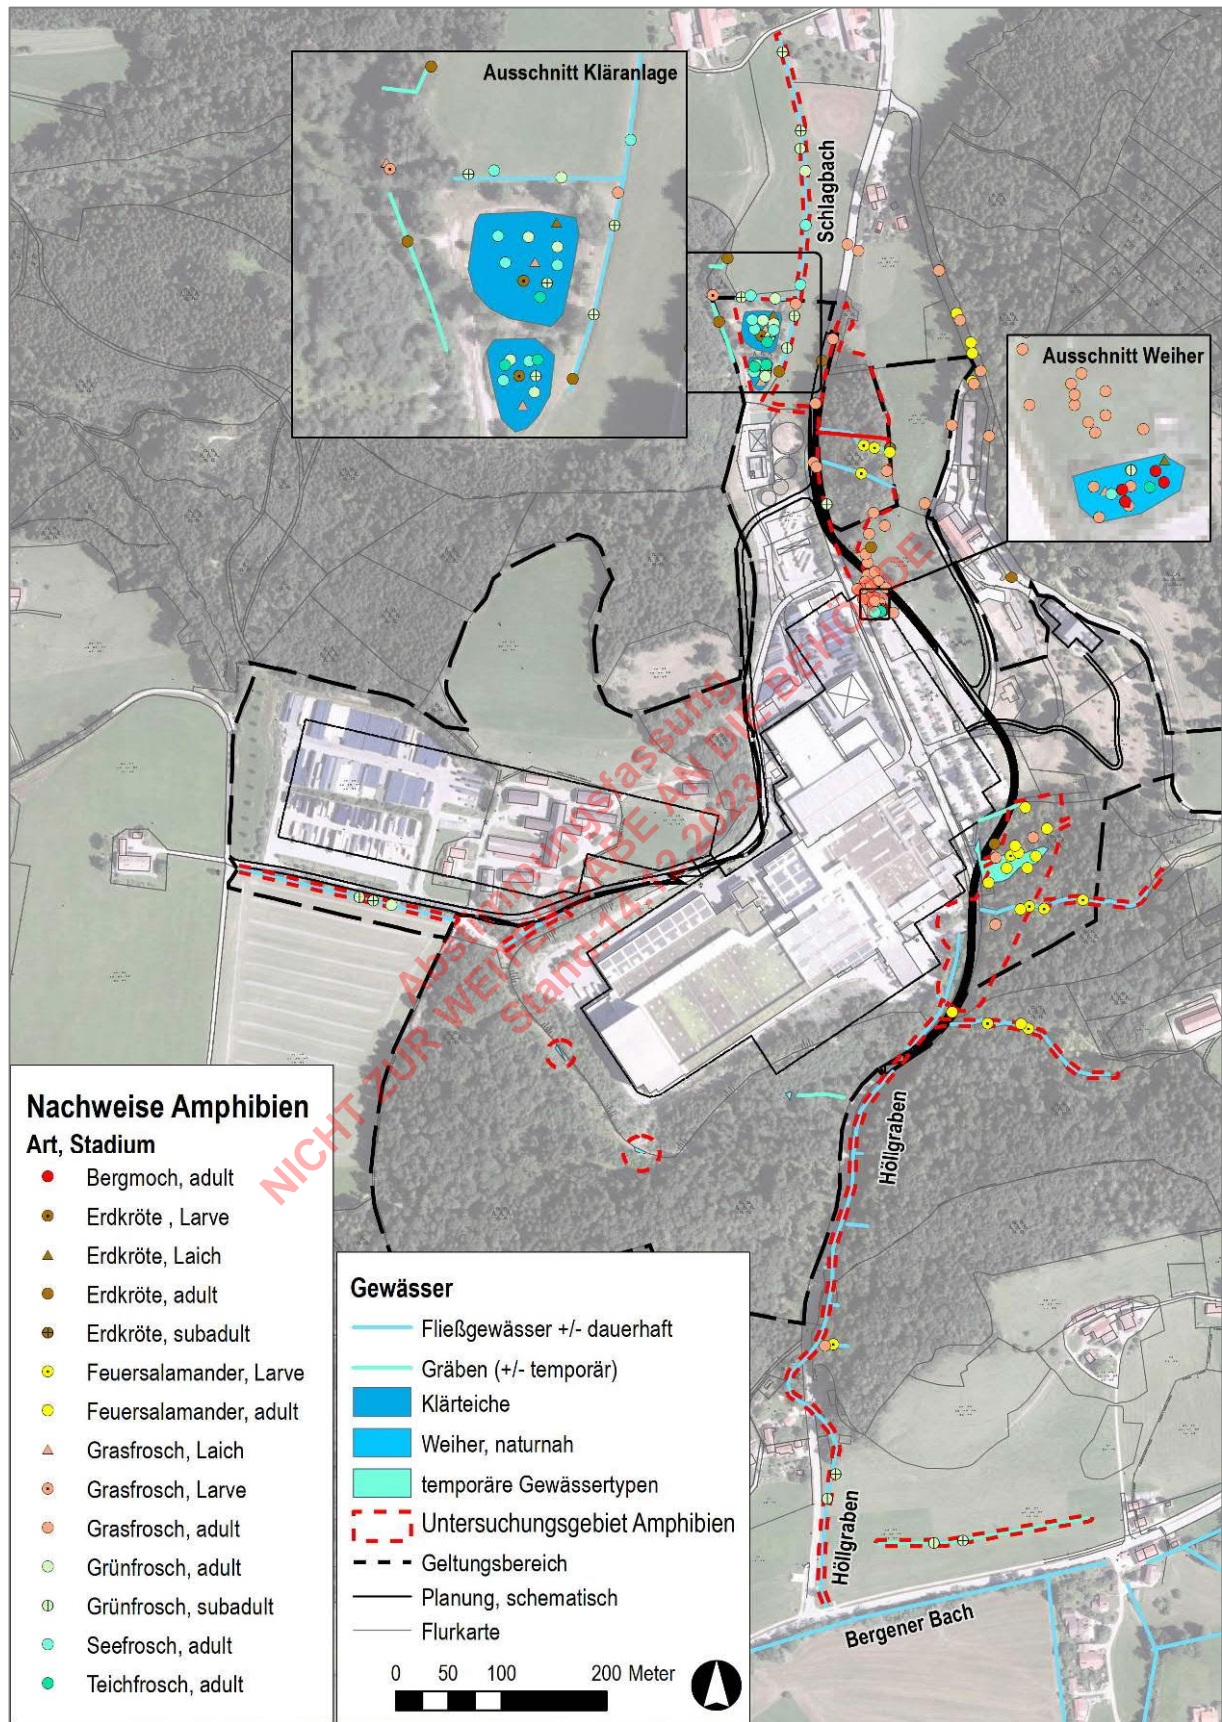 Ausschnitt Kläranlage
Schlagbach
Ausschnitt Weiher
Abstimmungsfassung
NICHT ZUR WEITERGABE AN DIE BEHÖRDE
Stand: 14.12.2023
Höllgraben
Höllgraben
Bergener Bach
Nachweise Amphibien
Art, Stadium
Bergmoch, adult
Erdkröte , Larve
Erdkröte, Laich
Erdkröte, adult
Erdkröte, subadult
Feuersalamander, Larve
Feuersalamander, adult
Grasfrosch, Laich
Grasfrosch, Larve
Grasfrosch, adult
Grünfrosch, adult
Grünfrosch, subadult
Seefrosch, adult
Teichfrosch, adult
Gewässer
Fließgewässer +/- dauerhaft
Gräben (+/- temporär)
Klärteiche
Weiher, naturnah
temporäre Gewässertypen
Untersuchungsgebiet Amphibien
Geltungsbereich
Planung, schematisch
Flurkarte
0 50 100 200 Meter